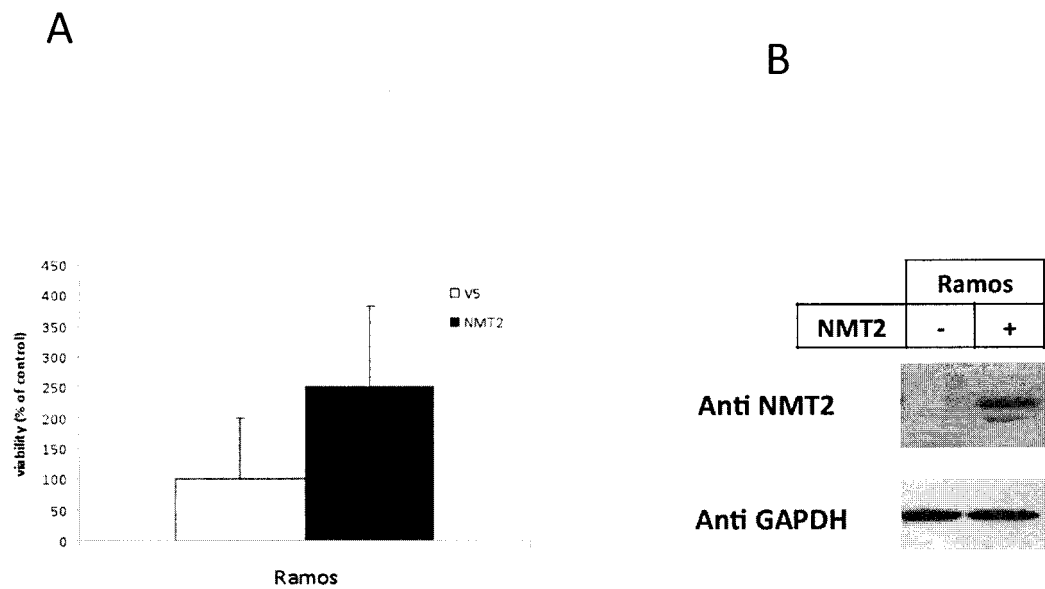 A
B
450
400
350
300
250
200
150
100
50
0
viability (% of control)
V5
NMT2
Ramos
Ramos
NMT2 - +
Anti NMT2
Anti GAPDH